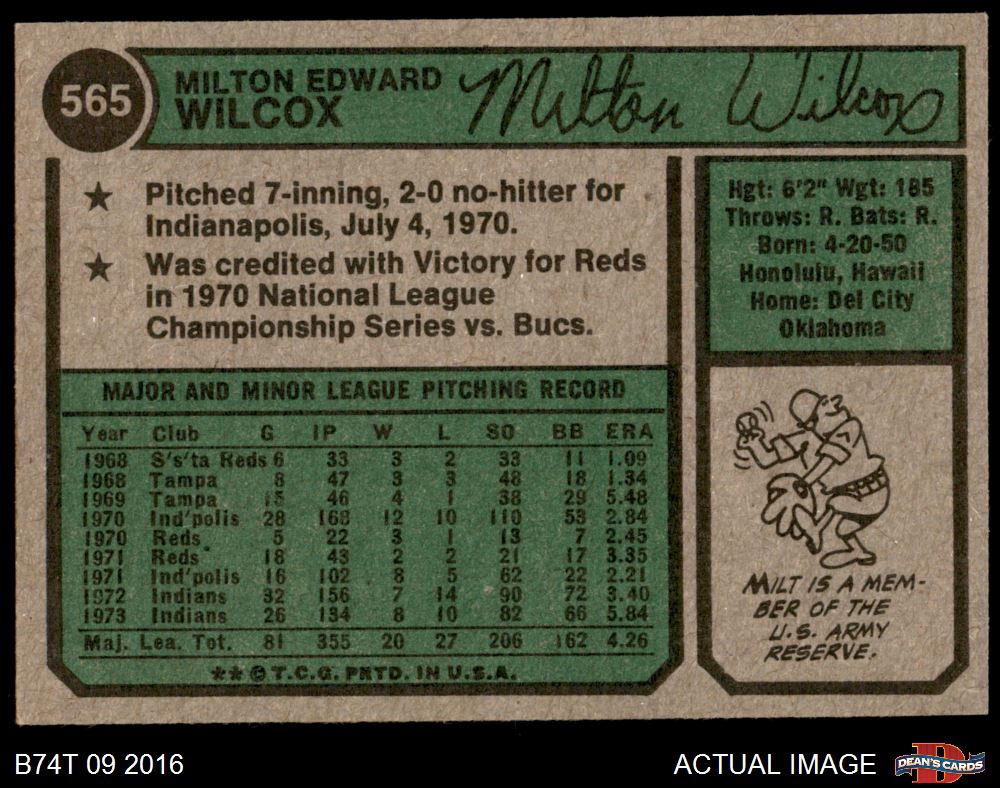 565
MILTON EDWARD
WILCOX
Milton Wilcox
★ Pitched 7-inning, 2-0 no-hitter for
Indianapolis, July 4, 1970.
★ Was credited with Victory for Reds
in 1970 National League
Championship Series vs. Bucs.
Hgt: 6'2" Wgt: 185
Throws: R. Bats: R.
Born: 4-20-50
Honolulu, Hawaii
Home: Del City
Oklahoma
MAJOR AND MINOR LEAGUE PITCHING RECORD
Year Club G IP W L SO BB ERA
1968 S's'ta Reds 6 33 3 2 33 11 1.09
1968 Tampa 8 47 3 3 48 18 1.34
1969 Tampa 15 46 4 1 38 29 5.48
1970 Ind'polis 28 168 12 10 110 53 2.84
1970 Reds 5 22 3 1 13 7 2.45
1971 Reds 18 43 2 2 21 17 3.35
1971 Ind'polis 16 102 8 5 62 22 2.21
1972 Indians 32 156 7 14 90 72 3.40
1973 Indians 26 134 8 10 82 66 5.84
Maj. Lea. Tot. 81 355 20 27 206 162 4.26
** © T.C.G. PRTD. IN U.S.A.
MILT IS A MEM-
BER OF THE
U.S. ARMY
RESERVE.
B74T 09 2016
ACTUAL IMAGE
DEAN'S CARDS